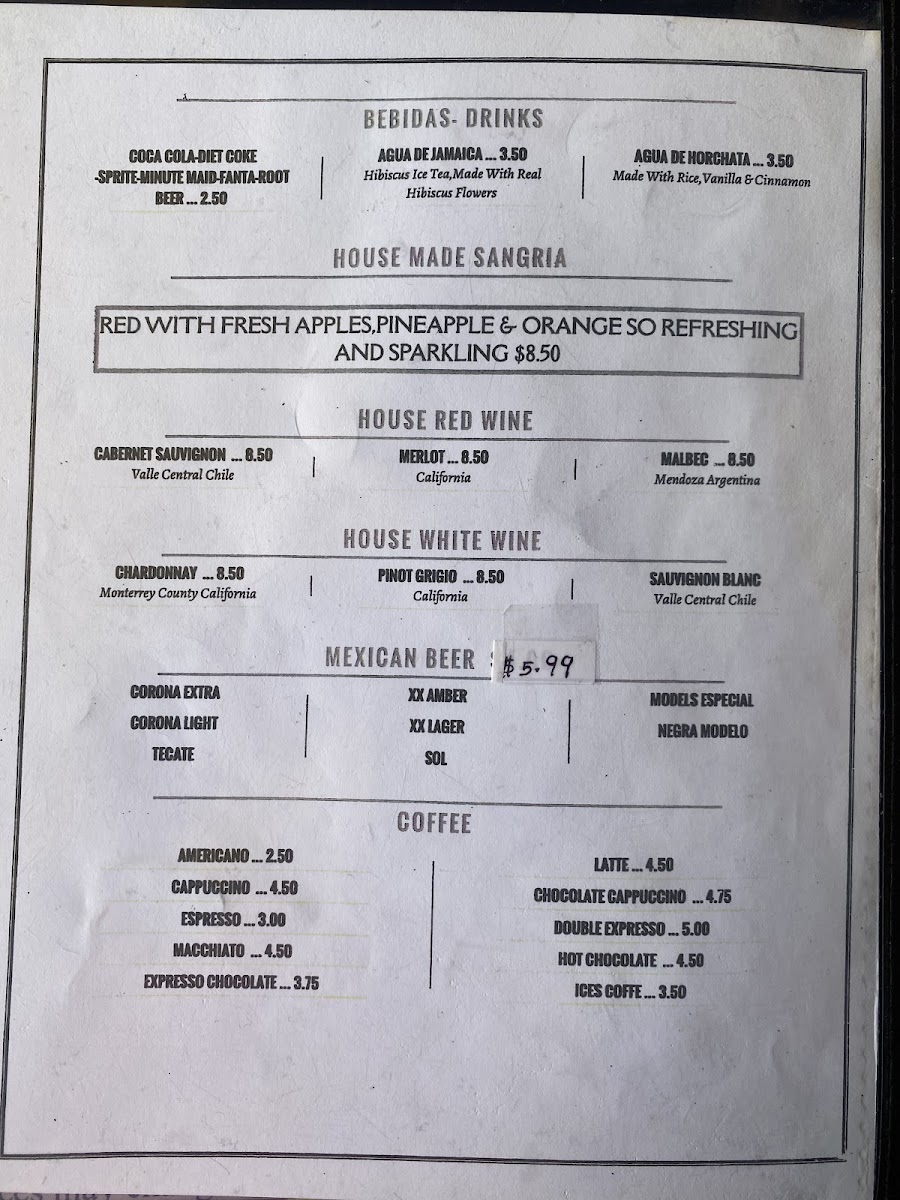 BEBIDAS- DRINKS
COCA COLA-DIET COKE
-SPRITE-MINUTE MAID-FANTA-ROOT
BEER ... 2.50
AGUA DE JAMAICA ... 3.50
Hibiscus Ice Tea,Made With Real
Hibiscus Flowers
AGUA DE HORCHATA ... 3.50
Made With Rice,Vanilla & Cinnamon
HOUSE MADE SANGRIA
RED WITH FRESH APPLES,PINEAPPLE & ORANGE SO REFRESHING
AND SPARKLING $8.50
HOUSE RED WINE
CABERNET SAUVIGNON ... 8.50
Valle Central Chile
MERLOT ... 8.50
California
MALBEC ... 8.50
Mendoza Argentina
HOUSE WHITE WINE
CHARDONNAY ... 8.50
Monterrey County California
PINOT GRIGIO ... 8.50
California
SAUVIGNON BLANC
Valle Central Chile
MEXICAN BEER $5.99
CORONA EXTRA
CORONA LIGHT
TECATE
XX AMBER
XX LAGER
SOL
MODELS ESPECIAL
NEGRA MODELO
COFFEE
AMERICANO ... 2.50
CAPPUCCINO ... 4.50
ESPRESSO ... 3.00
MACCHIATO ... 4.50
EXPRESSO CHOCOLATE ... 3.75
LATTE ... 4.50
CHOCOLATE CAPPUCCINO ... 4.75
DOUBLE EXPRESSO ... 5.00
HOT CHOCOLATE ... 4.50
ICES COFFE ... 3.50